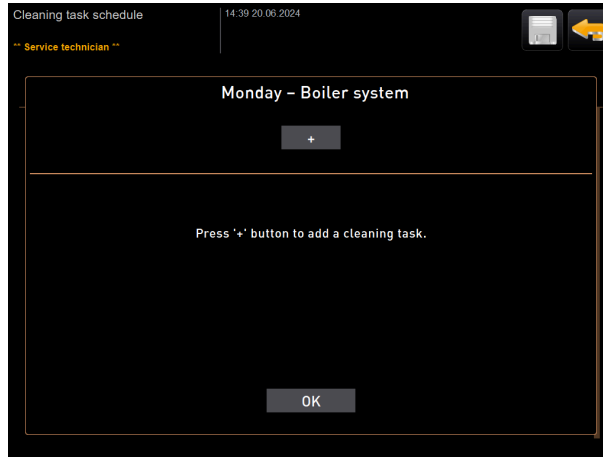 Cleaning task schedule
14:39 20.06.2024
** Service technician **
Monday – Boiler system
+
Press '+' button to add a cleaning task.
OK